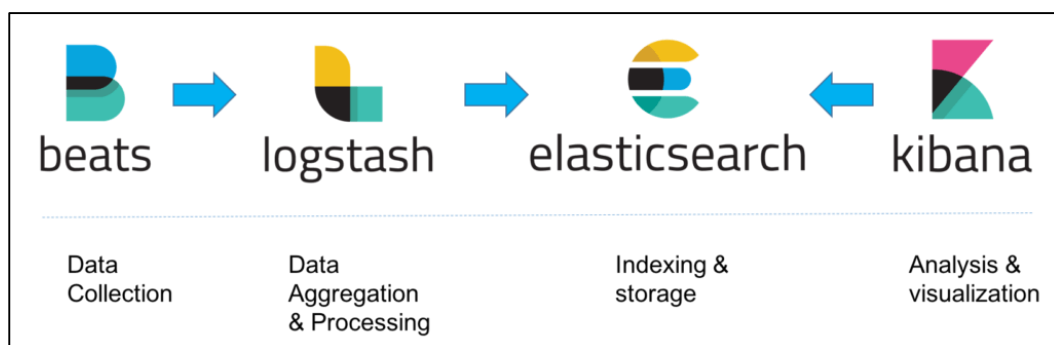 beats
logstash
elasticsearch
kibana
Data
Collection
Data
Aggregation
& Processing
Indexing &
storage
Analysis &
visualization